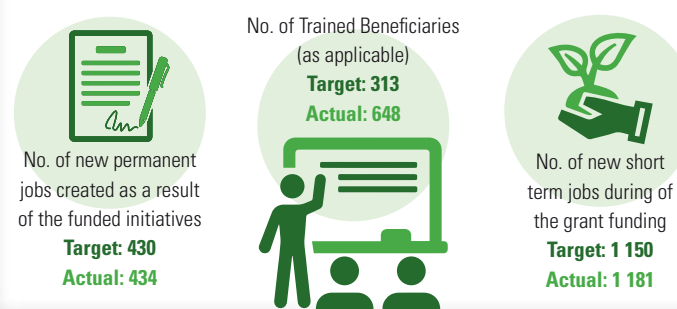 No. of new permanent
jobs created as a result
of the funded initiatives
Target: 430
Actual: 434
No. of Trained Beneficiaries
(as applicable)
Target: 313
Actual: 648
No. of new short
term jobs during of
the grant funding
Target: 1 150
Actual: 1 181